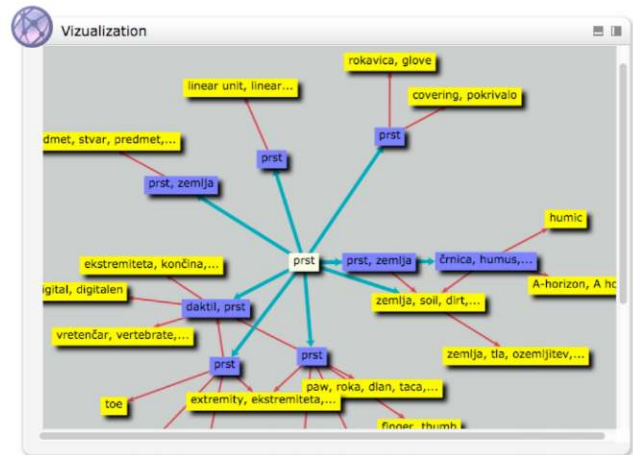 Vizualization
rokavica, glove
linear unit, linear...
covering, pokrivalo
prst
dmet, stvar, predmet,...
prst
prst, zemlja
humic
prst
prst, zemlja
črnica, humus,...
ekstremiteta, končina,...
igital, digitalen
A-horizon, A ho
zemlja, soil, dirt,...
daktil, prst
vretenčar, vertebrate,...
zemlja, tla, ozemljitev,...
prst
prst
paw, roka, dlan, taca,...
toe
extremity, ekstremiteta,...
finger, thumb